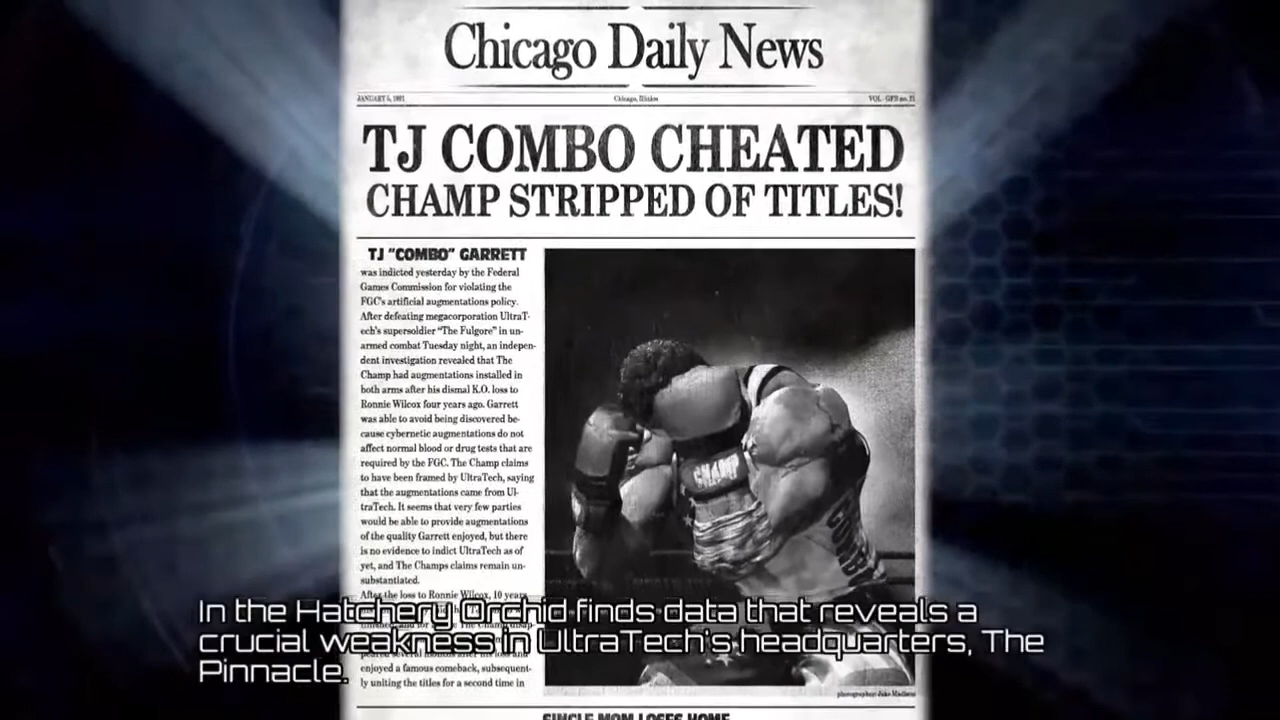 Chicago Daily News
JANUARY 5, 1991 Chicago, Illinois VOL - GFB no. 21
TJ COMBO CHEATED
CHAMP STRIPPED OF TITLES!
TJ “COMBO” GARRETT
was indicted yesterday by the Federal
Games Commission for violating the
FGC's artificial augmentations policy.
After defeating megacorporation UltraT-
ech's supersoldier “The Fulgore” in un-
armed combat Tuesday night, an indepen-
dent investigation revealed that The
Champ had augmentations installed in
both arms after his dismal K.O. loss to
Ronnie Wilcox four years ago. Garrett
was able to avoid being discovered be-
cause cybernetic augmentations do not
affect normal blood or drug tests that are
required by the FGC. The Champ claims
to have been framed by UltraTech, saying
that the augmentations came from Ul-
traTech. It seems that very few parties
would be able to provide augmentations
of the quality Garrett enjoyed, but there
is no evidence to indict UltraTech as of
yet, and The Champs claims remain un-
substantiated.
After the loss to Ronnie Wilcox, 10 years
enjoyed a famous comeback, subsequent-
ly uniting the titles for a second time in
CHAMP
COMBO
photographer: Jake Madison
SINGLE MOM LOSES HOME
In the Hatchery Orchid finds data that reveals a
crucial weakness in UltraTech's headquarters, The
Pinnacle.